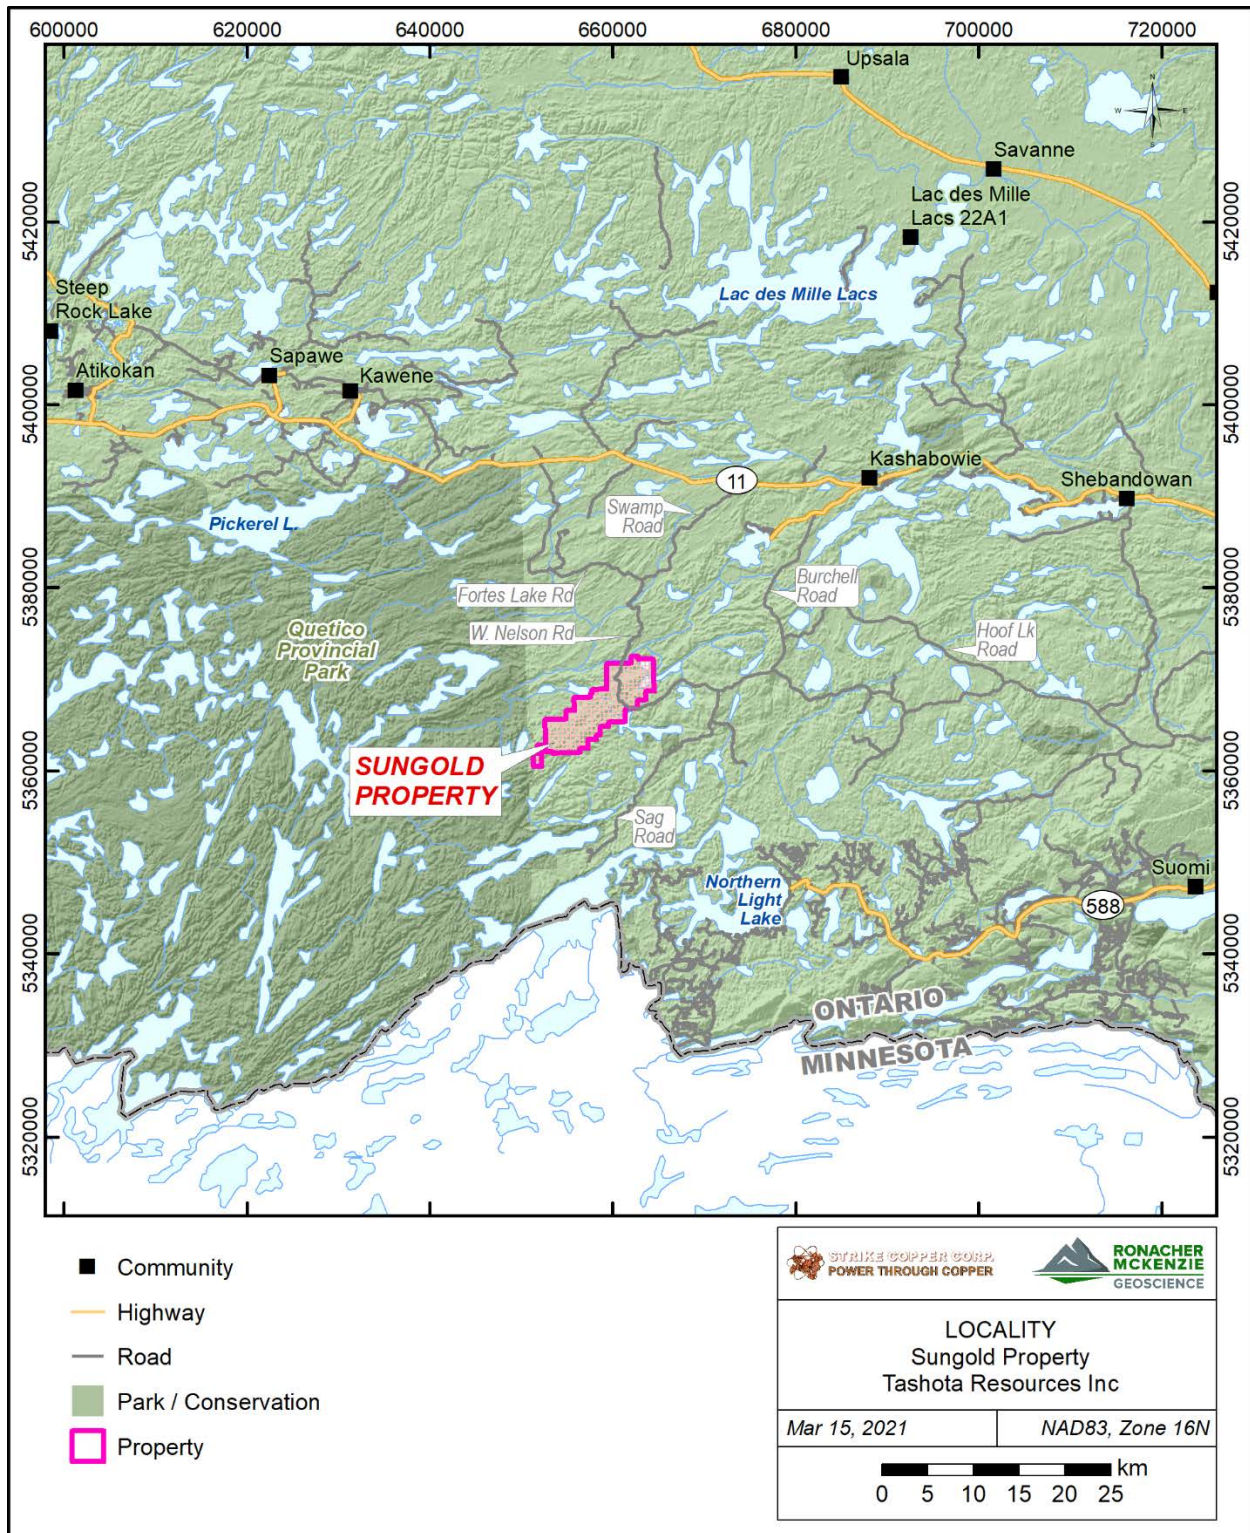 600000 620000 640000 660000 680000 700000 720000
Upsala
N
W E
S
Savanne
Lac des Mille
Lacs 22A1
5420000
5420000
Steep
Rock Lake
Lac des Mille Lacs
Sapawe
Atikokan
Kawene
5400000
5400000
Kashabowie
11
Shebandowan
Swamp
Road
Pickerel L.
Fortes Lake Rd
Burchell
Road
5380000
5380000
Quetico
Provincial
Park
W. Nelson Rd
Hoof Lk
Road
SUNGOLD
PROPERTY
5360000
5360000
Sag
Road
Suomi
Northern
Light
Lake
588
5340000
5340000
ONTARIO
MINNESOTA
5320000
5320000
Community
Highway
Road
Park / Conservation
Property
STRIKE COPPER CORP.
POWER THROUGH COPPER
RONACHER
MCKENZIE
GEOSCIENCE
LOCALITY
Sungold Property
Tashota Resources Inc
Mar 15, 2021
NAD83, Zone 16N
km
0 5 10 15 20 25